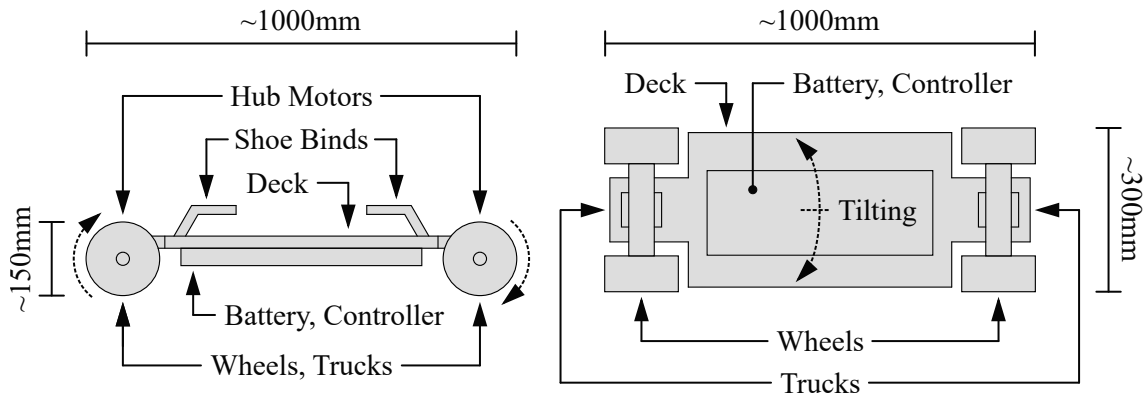 ~1000mm
Hub Motors
Shoe Binds
Deck
~150mm
Battery, Controller
Wheels, Trucks
~1000mm
Deck
Battery, Controller
Tilting
~300mm
Wheels
Trucks